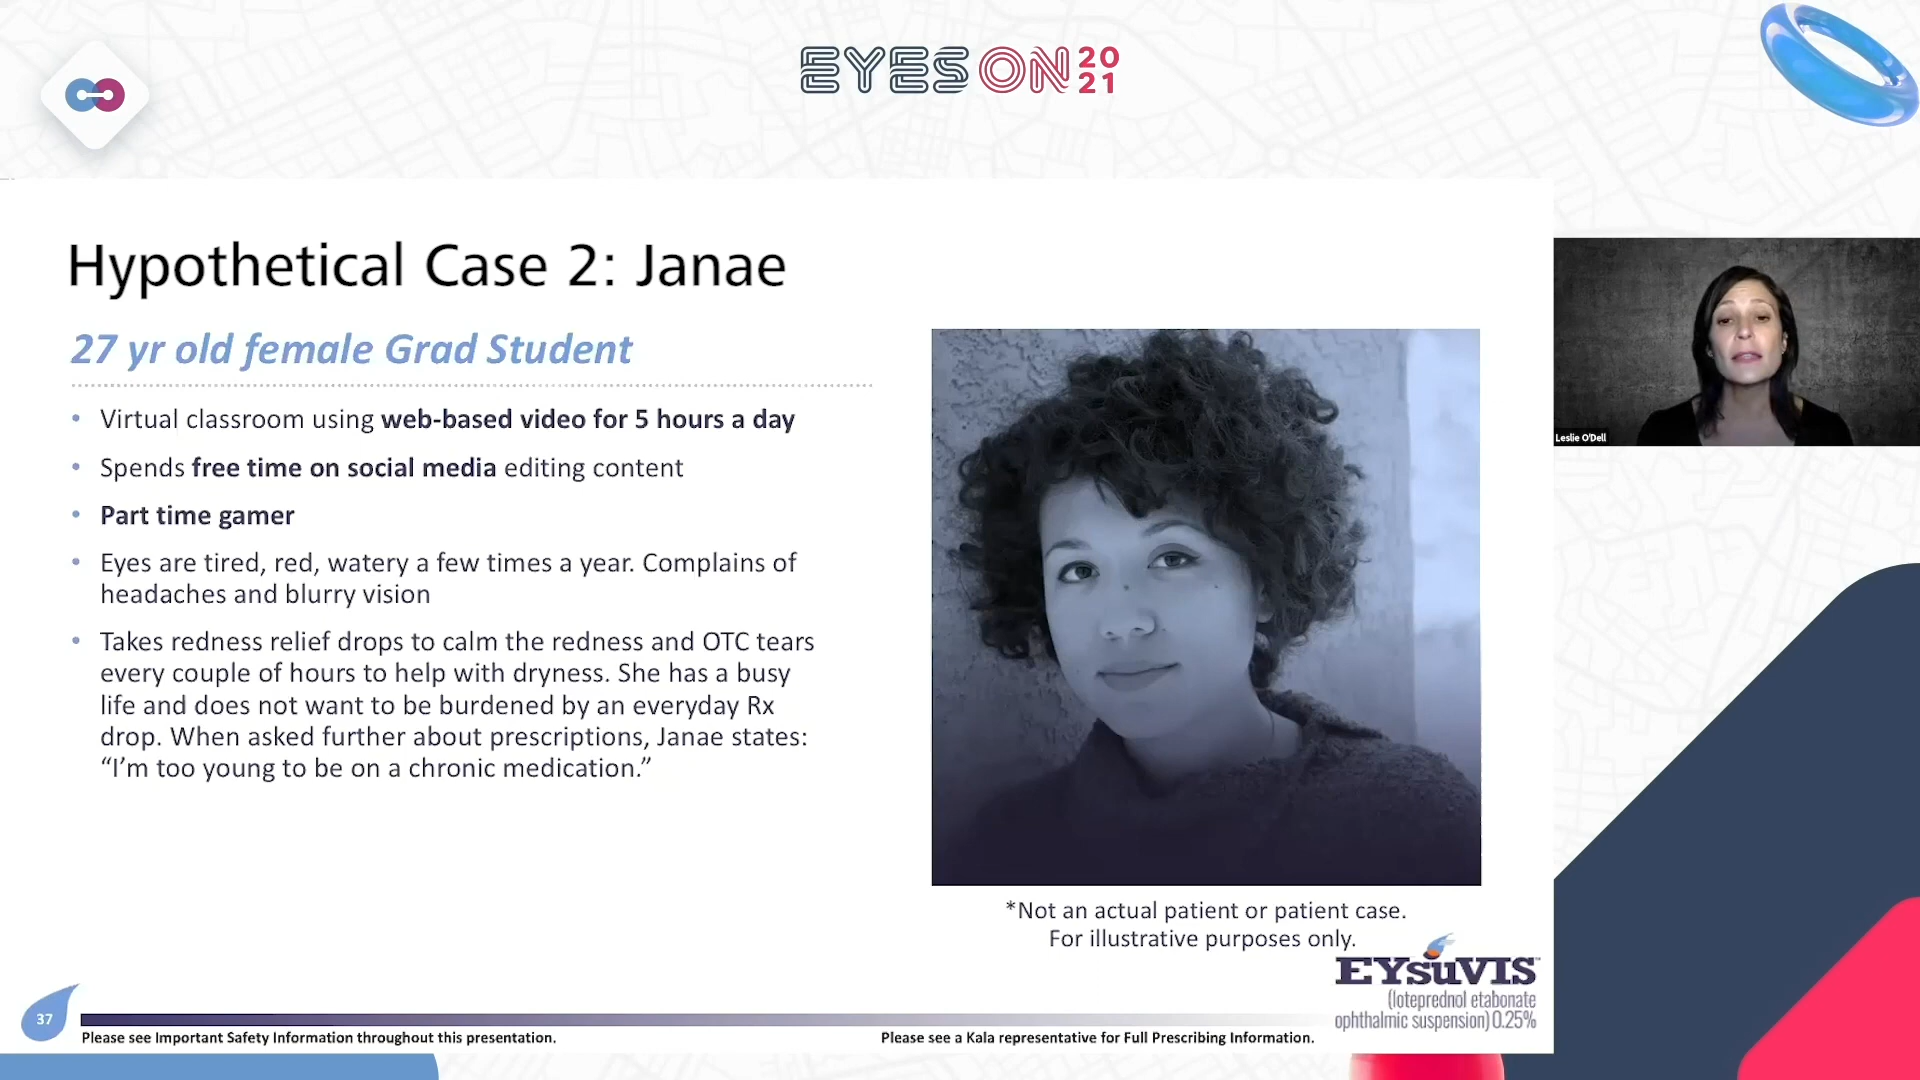 EYES ON 20
21
Hypothetical Case 2: Janae
27 yr old female Grad Student
• Virtual classroom using web-based video for 5 hours a day
• Spends free time on social media editing content
• Part time gamer
• Eyes are tired, red, watery a few times a year. Complains of
headaches and blurry vision
• Takes redness relief drops to calm the redness and OTC tears
every couple of hours to help with dryness. She has a busy
life and does not want to be burdened by an everyday Rx
drop. When asked further about prescriptions, Janae states:
“I’m too young to be on a chronic medication.”
Leslie O'Dell
*Not an actual patient or patient case.
For illustrative purposes only.
EYSUVIS™
(loteprednol etabonate
ophthalmic suspension) 0.25%
37
Please see Important Safety Information throughout this presentation.
Please see a Kala representative for Full Prescribing Information.